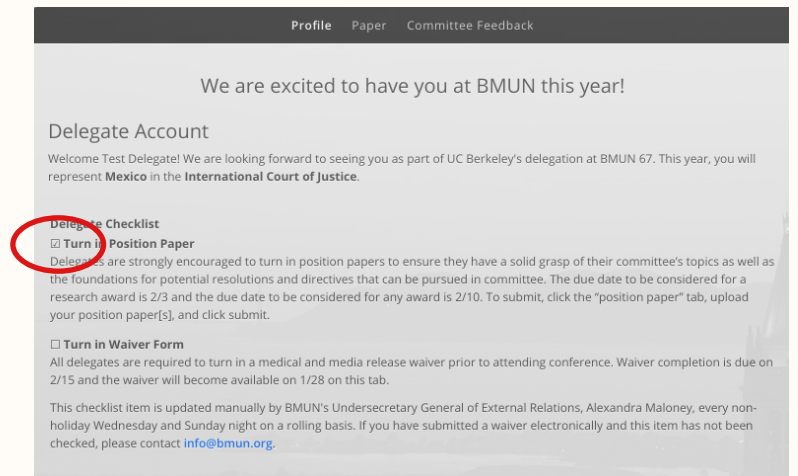 Profile Paper Committee Feedback
We are excited to have you at BMUN this year!
Delegate Account
Welcome Test Delegate! We are looking forward to seeing you as part of UC Berkeley's delegation at BMUN 67. This year, you will
represent Mexico in the International Court of Justice.
Delegate Checklist
☑ Turn in Position Paper
Delegates are strongly encouraged to turn in position papers to ensure they have a solid grasp of their committee's topics as well as
the foundations for potential resolutions and directives that can be pursued in committee. The due date to be considered for a
research award is 2/3 and the due date to be considered for any award is 2/10. To submit, click the "position paper" tab, upload
your position paper[s], and click submit.
☐ Turn in Waiver Form
All delegates are required to turn in a medical and media release waiver prior to attending conference. Waiver completion is due on
2/15 and the waiver will become available on 1/28 on this tab.
This checklist item is updated manually by BMUN's Undersecretary General of External Relations, Alexandra Maloney, every non-
holiday Wednesday and Sunday night on a rolling basis. If you have submitted a waiver electronically and this item has not been
checked, please contact info@bmun.org.